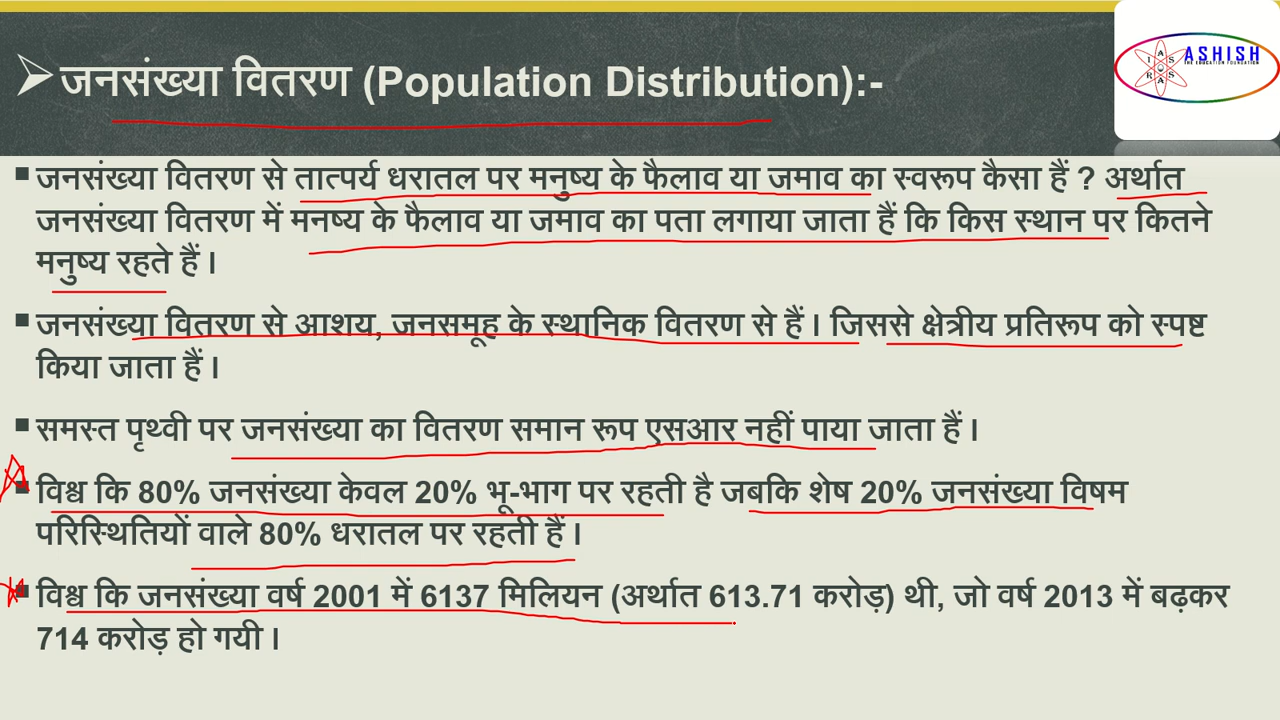 जनसंख्या वितरण (Population Distribution):-
ASHISH
THE EDUCATION FOUNDATION
जनसंख्या वितरण से तात्पर्य धरातल पर मनुष्य के फैलाव या जमाव का स्वरूप कैसा हैं ? अर्थात
जनसंख्या वितरण में मनष्य के फैलाव या जमाव का पता लगाया जाता हैं कि किस स्थान पर कितने
मनुष्य रहते हैं ।
जनसंख्या वितरण से आशय, जनसमूह के स्थानिक वितरण से हैं । जिससे क्षेत्रीय प्रतिरूप को स्पष्ट
किया जाता हैं ।
समस्त पृथ्वी पर जनसंख्या का वितरण समान रूप एसआर नहीं पाया जाता हैं ।
विश्व कि 80% जनसंख्या केवल 20% भू-भाग पर रहती है जबकि शेष 20% जनसंख्या विषम
परिस्थितियों वाले 80% धरातल पर रहती हैं ।
विश्व कि जनसंख्या वर्ष 2001 में 6137 मिलियन (अर्थात 613.71 करोड़) थी, जो वर्ष 2013 में बढ़कर
714 करोड़ हो गयी ।